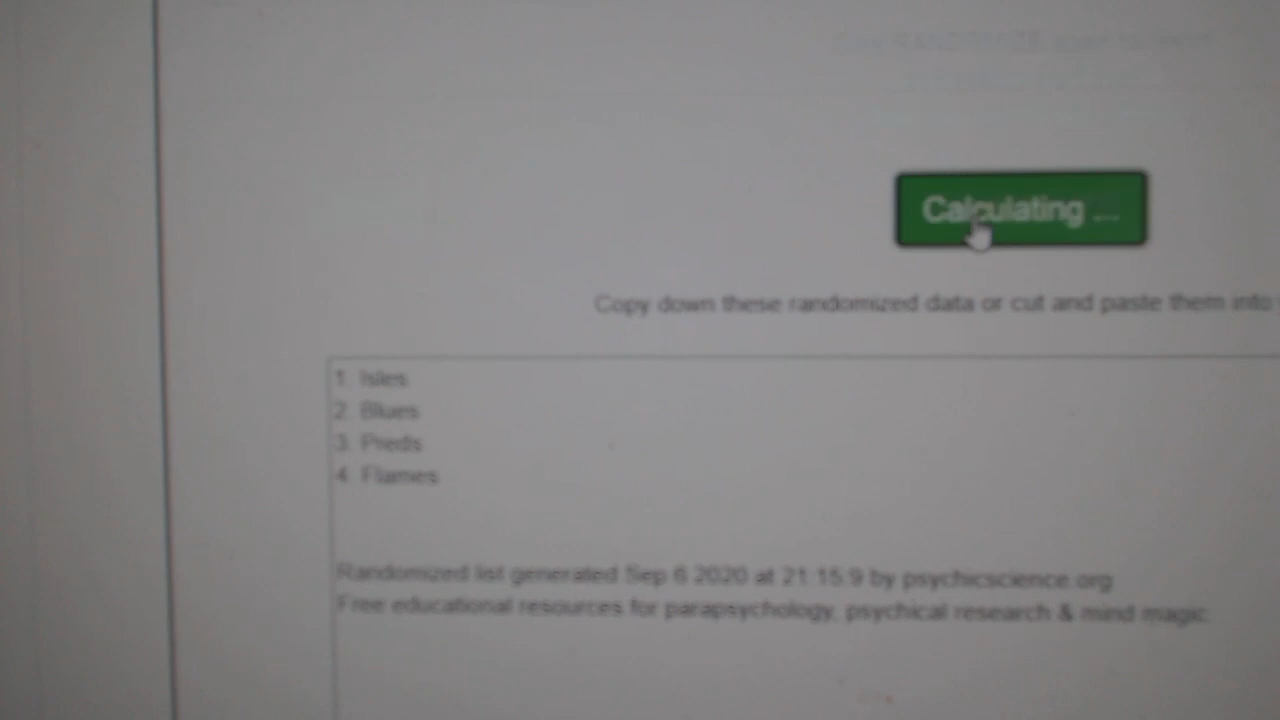 Calculating ...
Copy down these randomized data or cut and paste them into
1. Isles
2. Blues
3. Preds
4. Flames
Randomized list generated Sep 6 2020 at 21:15:9 by psychicscience.org
Free educational resources for parapsychology, psychical research & mind magic.